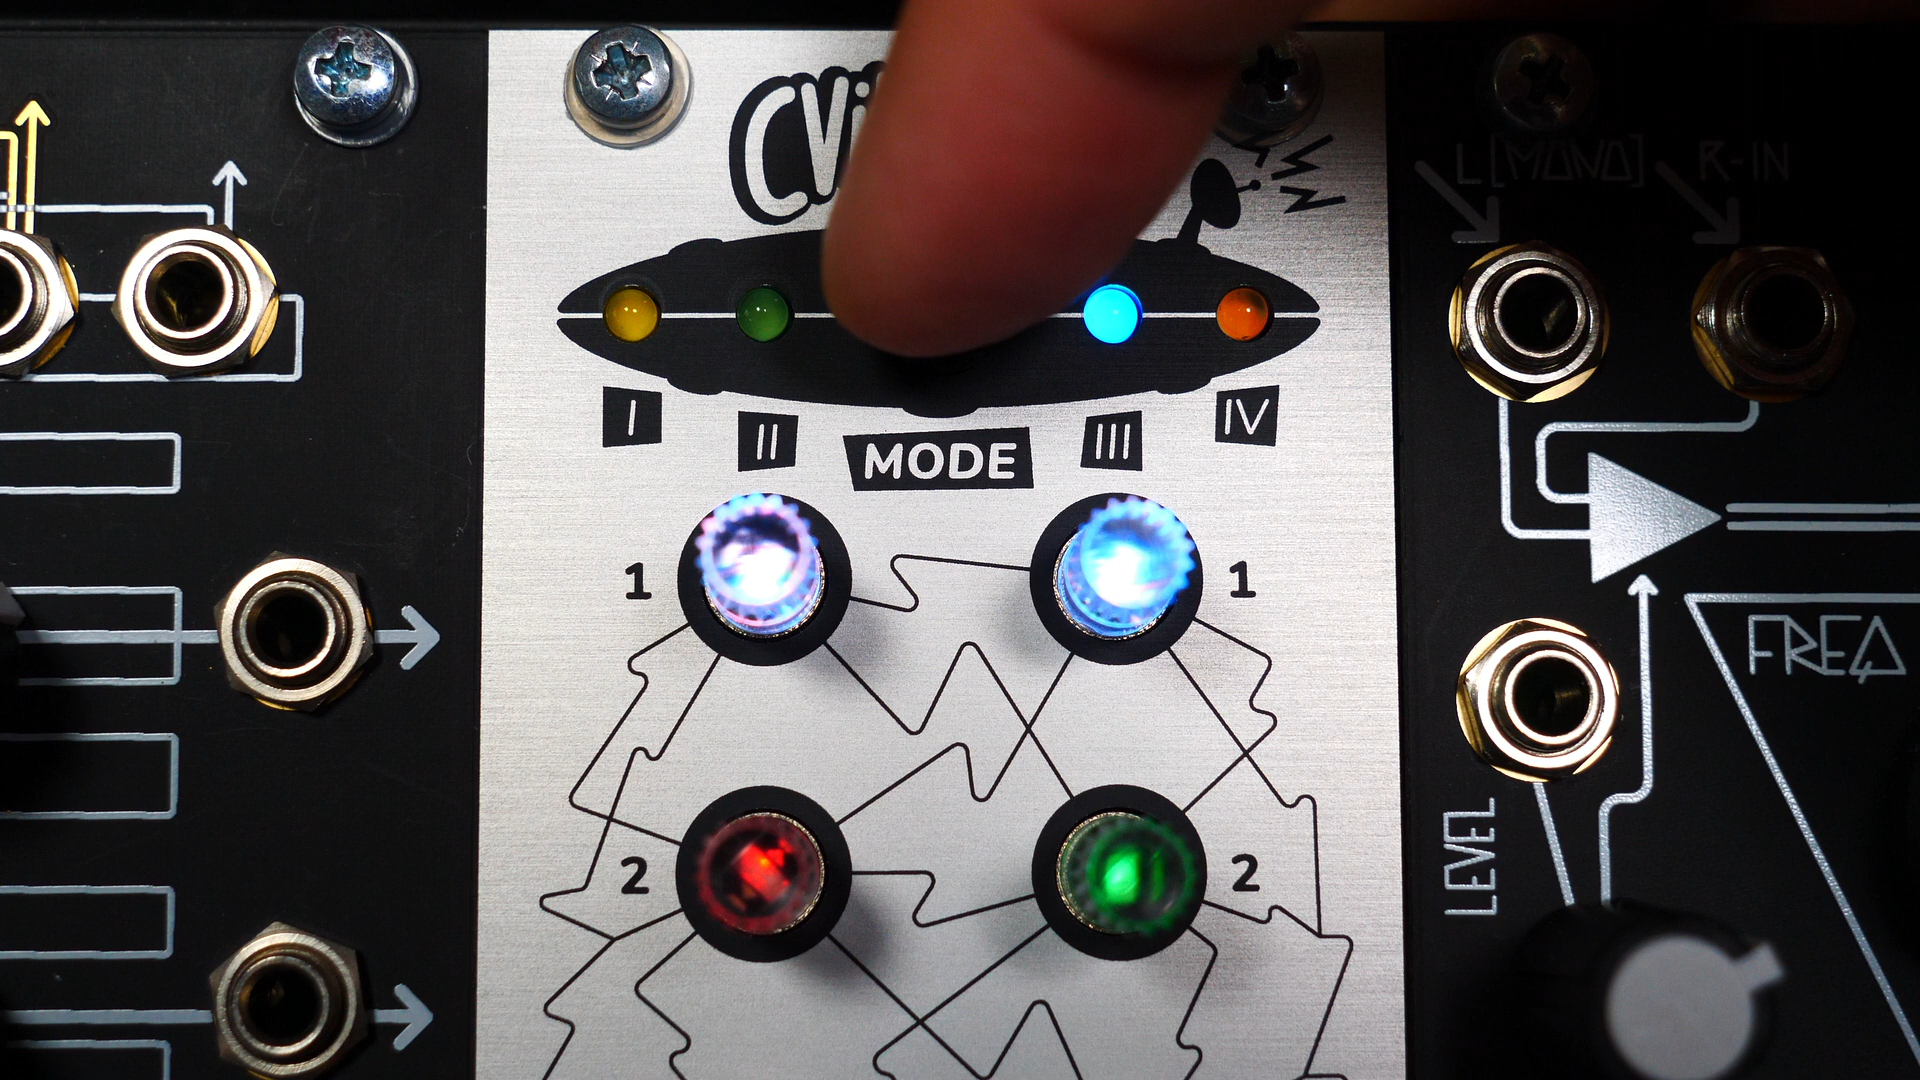 L[MONO] R-IN
I II III IV
MODE
1 1
FREQ
2 2
LEVEL